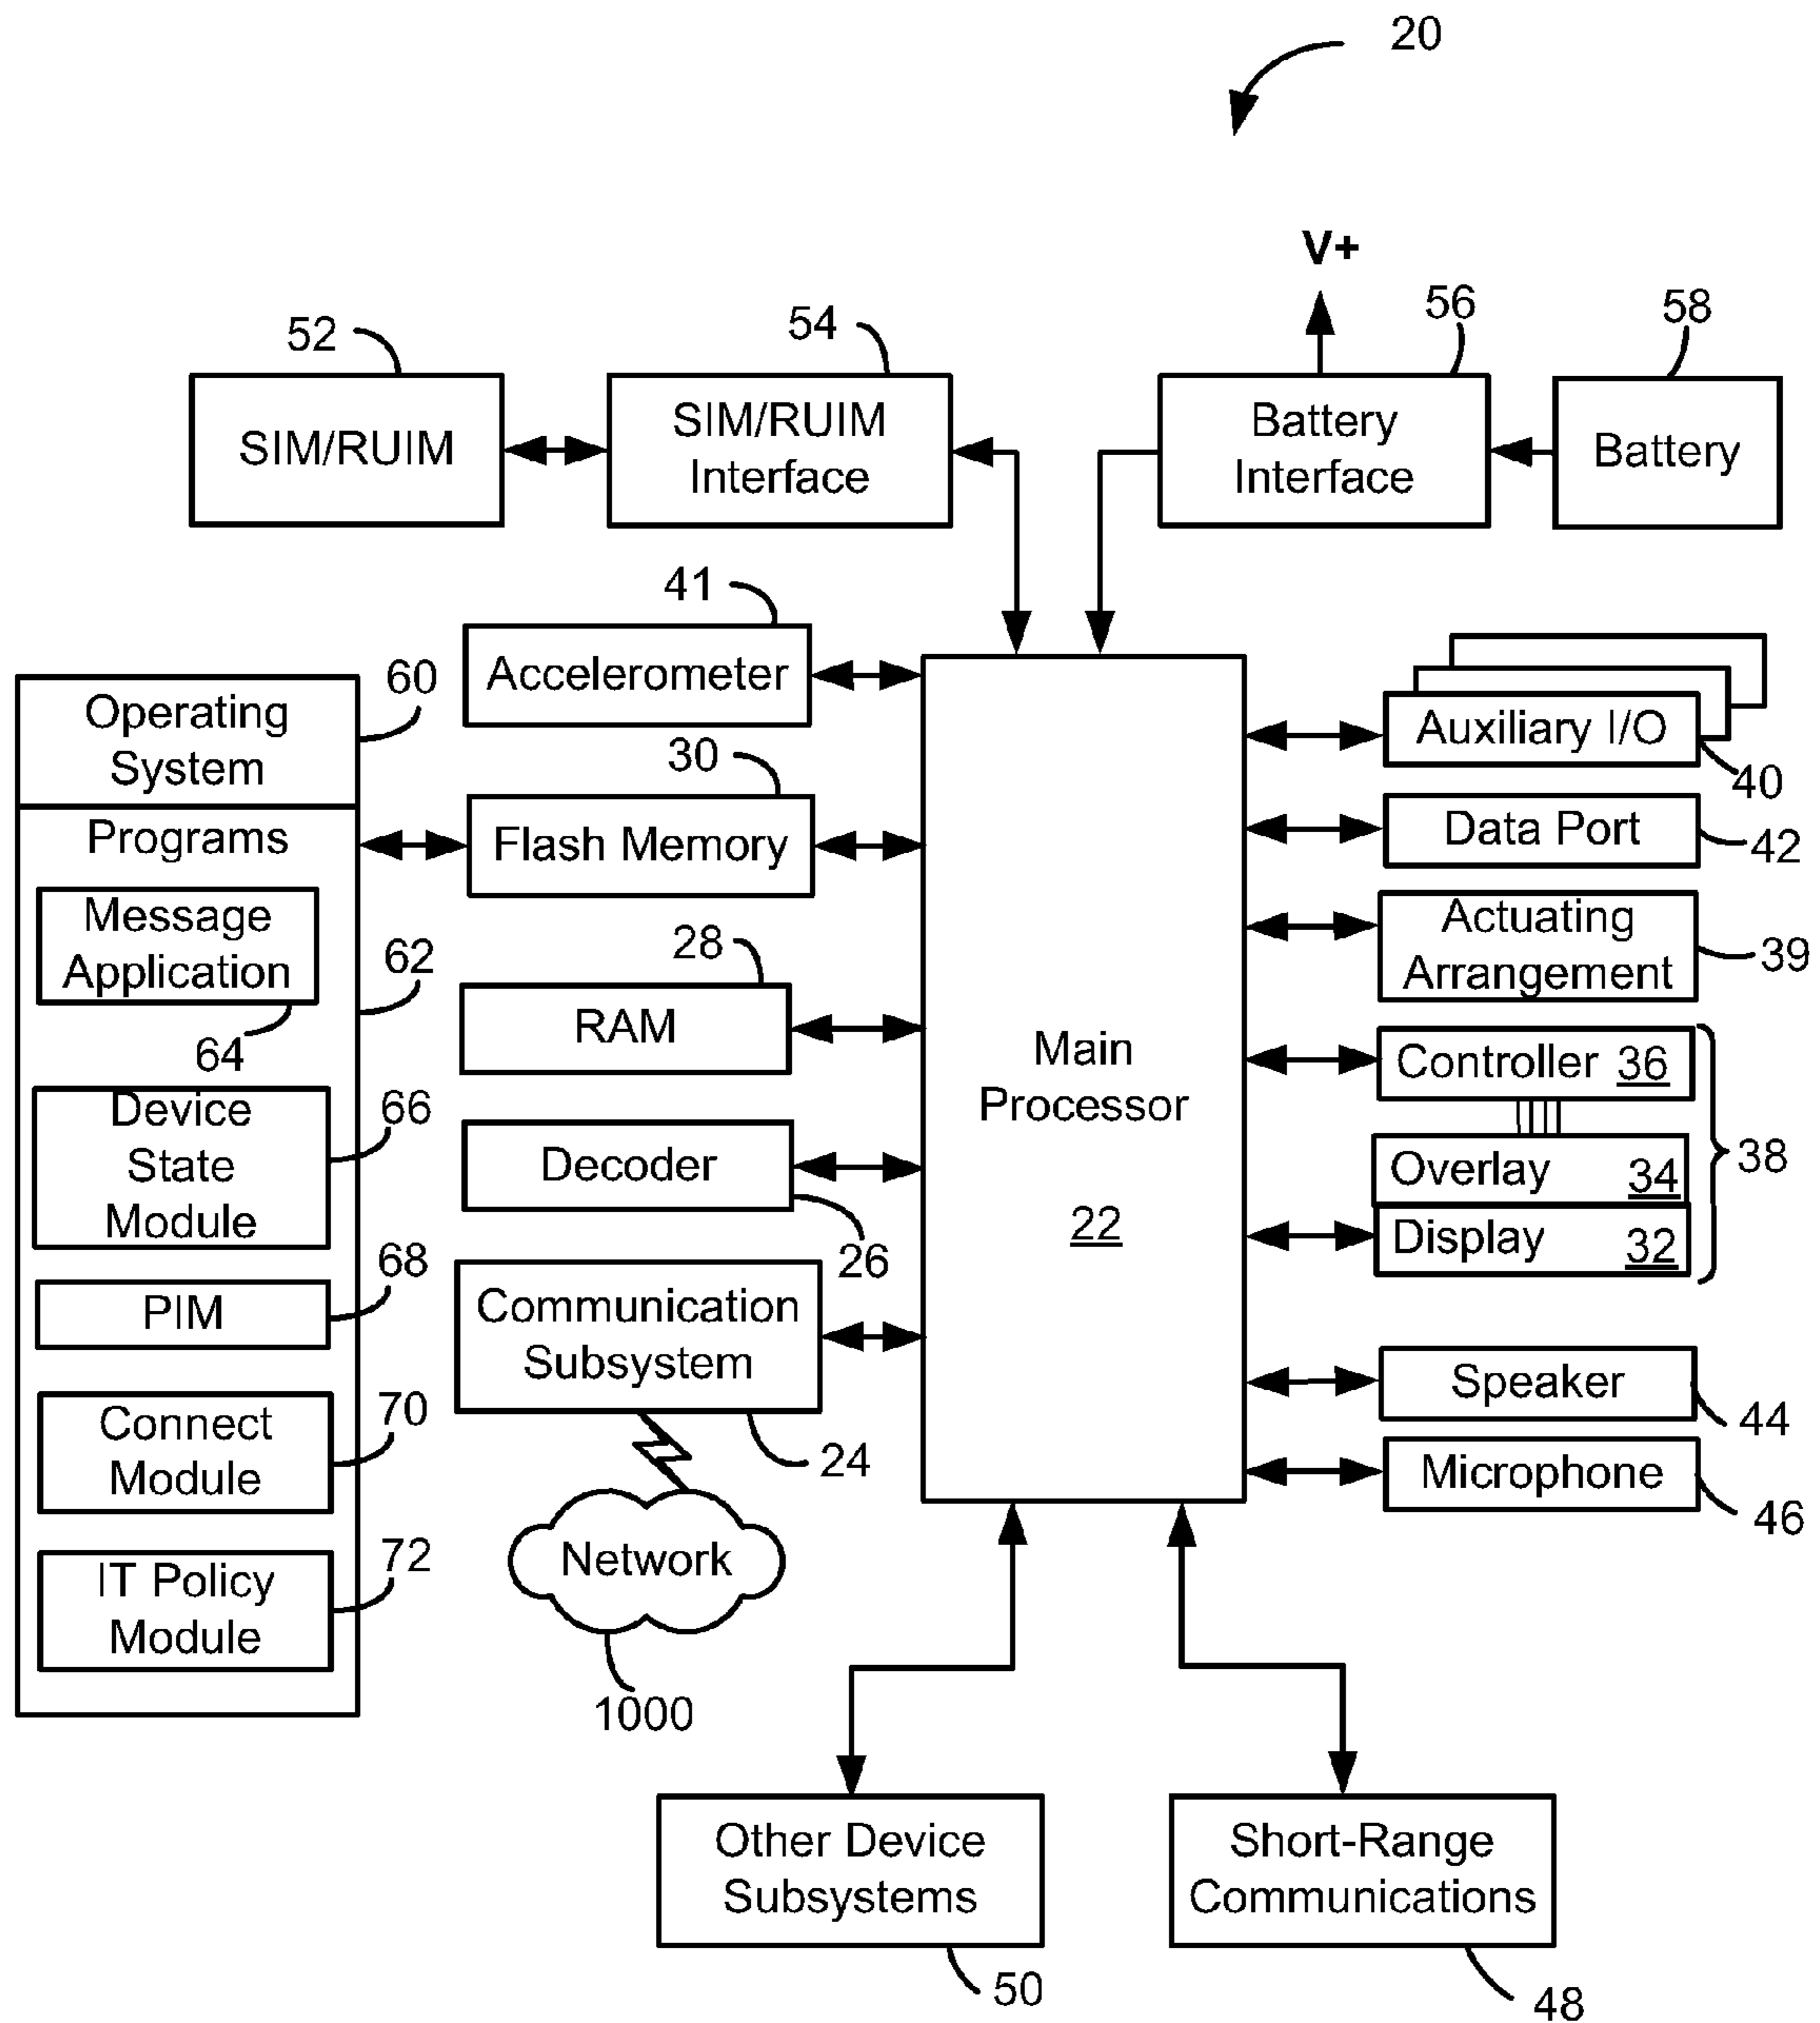 20
V+
52
54
56
58
SIM/RUIM
SIM/RUIM
Interface
Battery
Interface
Battery
41
Accelerometer
60
Operating
System
Auxiliary I/O
40
30
Programs
Flash Memory
Data Port
42
Message
Application
64
62
28
RAM
Actuating
Arrangement
39
Main
Processor
22
Controller 36
Overlay 34
Display 32
38
Device
State
Module
66
Decoder
26
68
PIM
Communication
Subsystem
24
Speaker
44
Connect
Module
70
Microphone
46
Network
1000
IT Policy
Module
72
Other Device
Subsystems
50
Short-Range
Communications
48